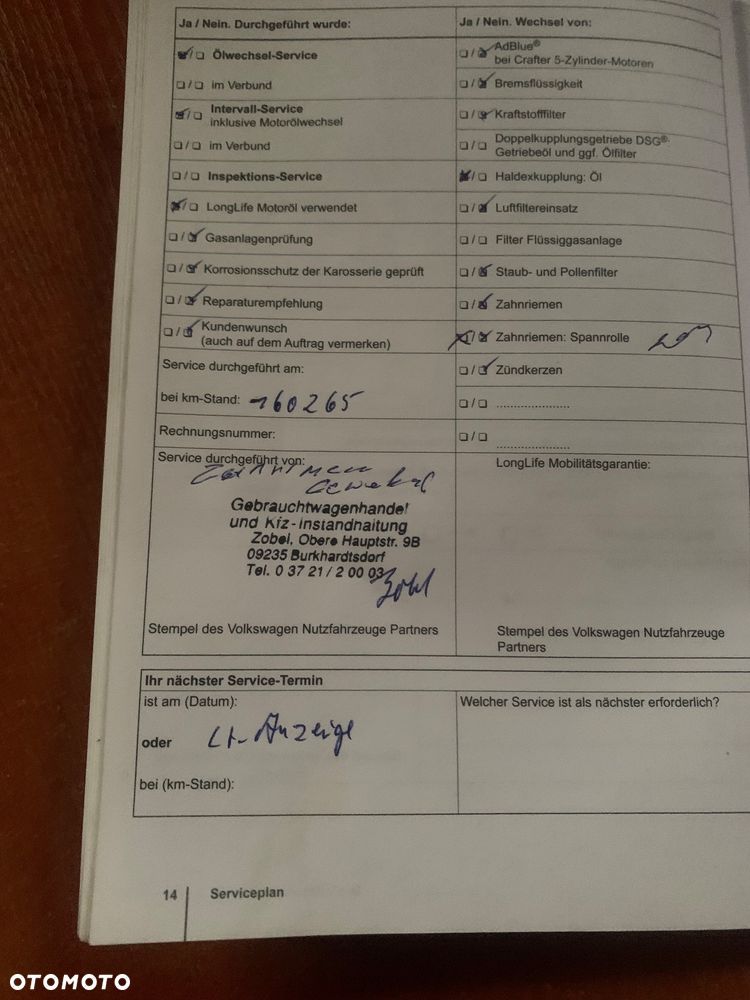 Ja / Nein. Durchgeführt wurde:
☑/☐ Ölwechsel-Service
☐/☐ im Verbund
☑/☐ Intervall-Service
inklusive Motorölwechsel
☐/☐ im Verbund
☐/☐ Inspektions-Service
☑/☐ LongLife Motoröl verwendet
☐/☑ Gasanlagenprüfung
☐/☑ Korrosionsschutz der Karosserie geprüft
☐/☑ Reparaturempfehlung
☐/☑ Kundenwunsch
(auch auf dem Auftrag vermerken)
Service durchgeführt am:
bei km-Stand: 160265
Rechnungsnummer:
Service durchgeführt von:
Zahnriemen
gewechselt
Gebrauchtwagenhandel
und Kfz-Instandhaltung
Zobel, Obere Hauptstr. 9B
09235 Burkhardtsdorf
Tel. 0 37 21 / 2 00 03
Zobel
Stempel des Volkswagen Nutzfahrzeuge Partners
Ja / Nein. Wechsel von:
☐/☑ AdBlue®
bei Crafter 5-Zylinder-Motoren
☐/☑ Bremsflüssigkeit
☐/☑ Kraftstofffilter
☐/☐ Doppelkupplungsgetriebe DSG®:
Getriebeöl und ggf. Ölfilter
☑/☐ Haldexkupplung: Öl
☐/☑ Luftfiltereinsatz
☐/☐ Filter Flüssiggasanlage
☐/☑ Staub- und Pollenfilter
☐/☑ Zahnriemen
☑/☑ Zahnriemen: Spannrolle
☐/☑ Zündkerzen
☐/☐ .....................
☐/☐ .....................
LongLife Mobilitätsgarantie:
Stempel des Volkswagen Nutzfahrzeuge
Partners
Ihr nächster Service-Termin
ist am (Datum):
oder Lt. Anzeige
bei (km-Stand):
Welcher Service ist als nächster erforderlich?
14 Serviceplan
OTOMOTO